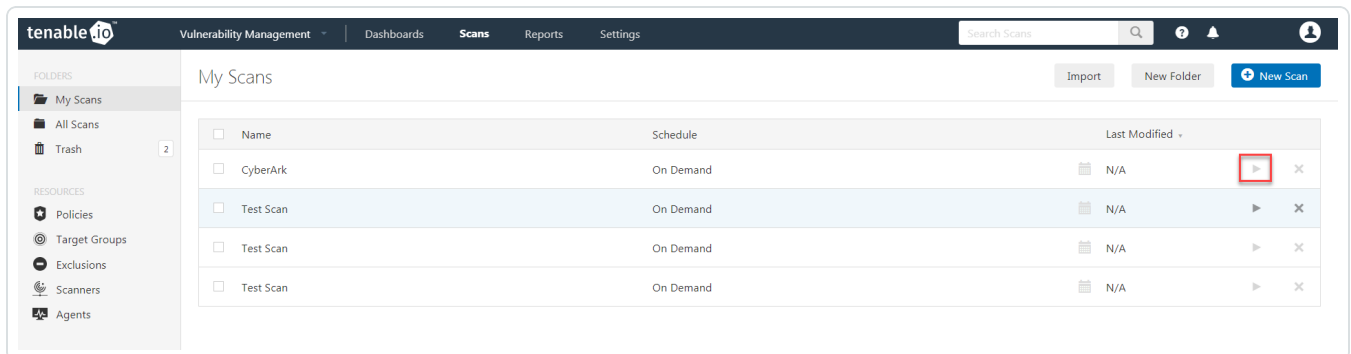 tenable.io™ Vulnerability Management Dashboards Scans Reports Settings Search Scans
FOLDERS
My Scans
All Scans
Trash 2
RESOURCES
Policies
Target Groups
Exclusions
Scanners
Agents
My Scans Import New Folder New Scan
Name Schedule Last Modified
CyberArk On Demand N/A
Test Scan On Demand N/A
Test Scan On Demand N/A
Test Scan On Demand N/A